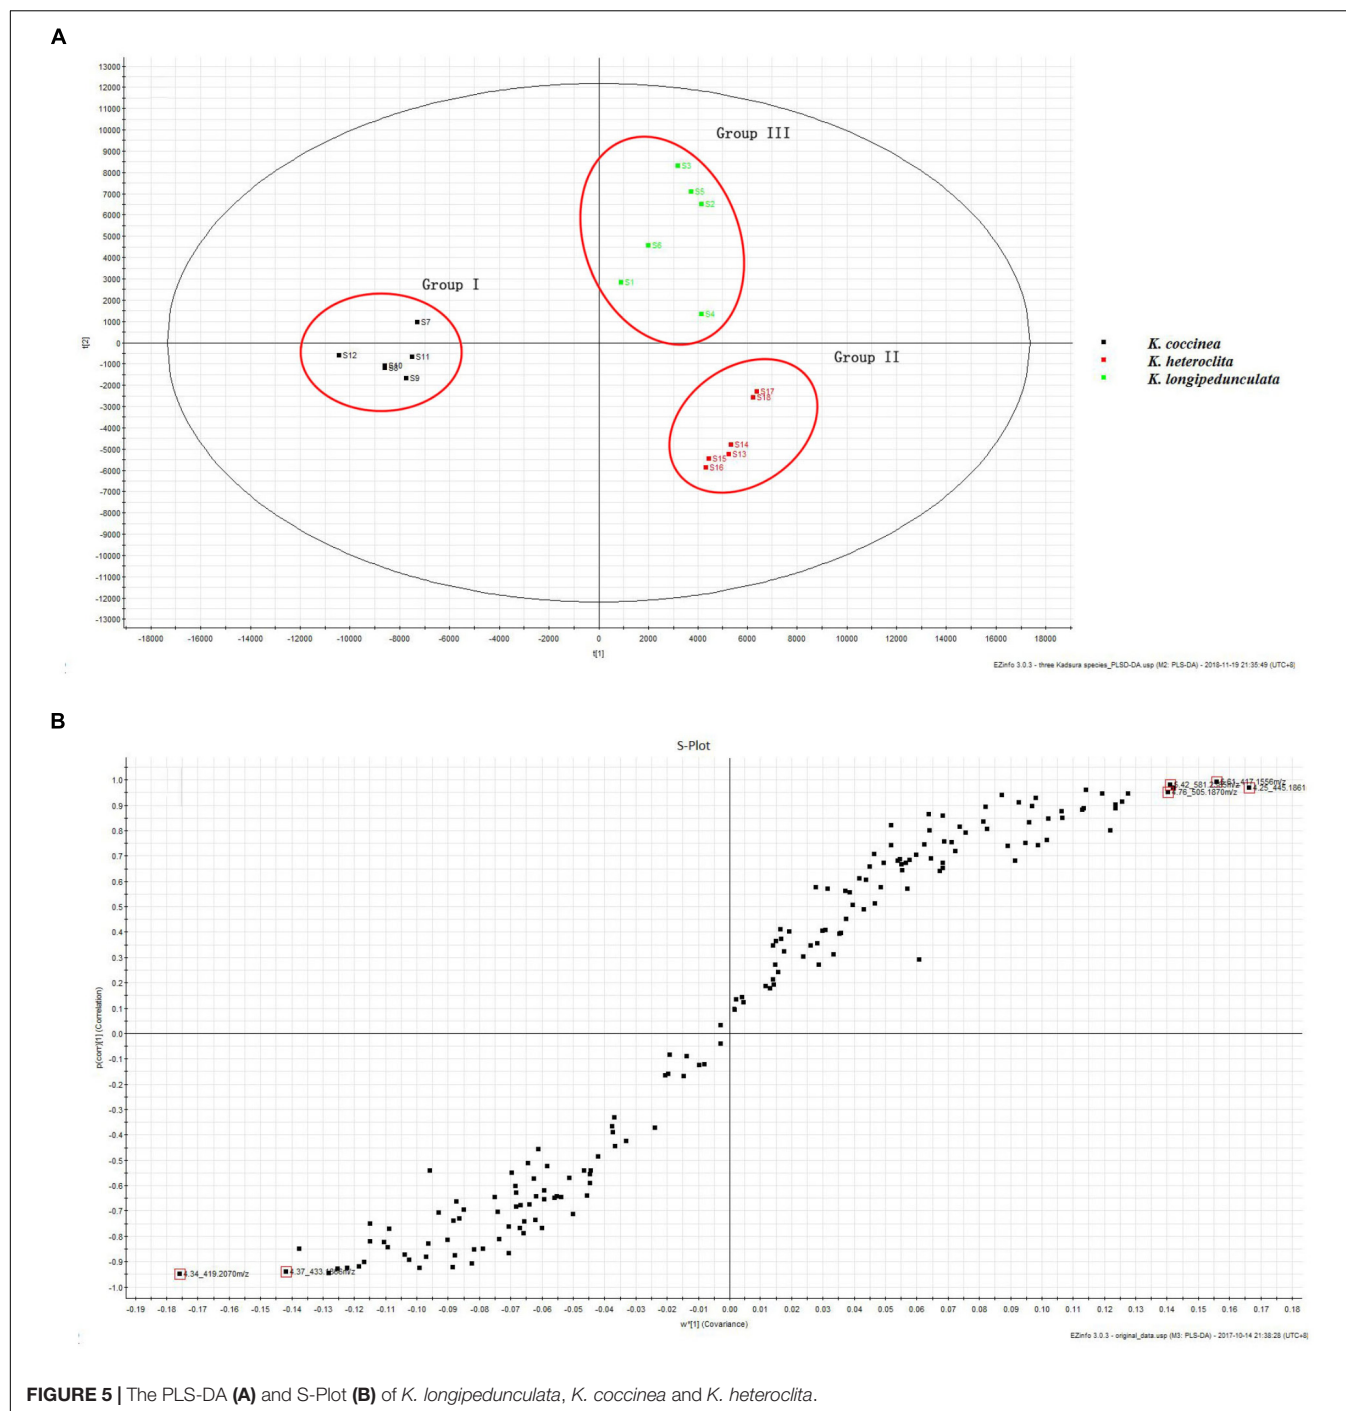 A
13000
12000
11000
10000
9000
8000
7000
6000
5000
4000
3000
2000
1000
0
-1000
-2000
-3000
-4000
-5000
-6000
-7000
-8000
-9000
-10000
-11000
-12000
-13000
t[2]
Group III
S3
S5
S2
S6
S1
S4
Group I
S7
S12
S11
S10
S9
Group II
S17
S18
S14
S13
S15
S16
K. coccinea
K. heteroclita
K. longipedunculata
-18000 -16000 -14000 -12000 -10000 -8000 -6000 -4000 -2000 0 2000 4000 6000 8000 10000 12000 14000 16000 18000
t[1]
EZinfo 3.0.3 - three Kadsura species_PLSD-DA.usp (M2: PLS-DA) - 2018-11-19 21:35:49 (UTC+8)
B
S-Plot
1.0
0.9
0.8
0.7
0.6
0.5
0.4
0.3
0.2
0.1
0.0
-0.1
-0.2
-0.3
-0.4
-0.5
-0.6
-0.7
-0.8
-0.9
-1.0
p(corr)[1] (Correlation)
4.25_445.1861
4.76_505.1870m/z
4.34_419.2070m/z
-0.19 -0.18 -0.17 -0.16 -0.15 -0.14 -0.13 -0.12 -0.11 -0.10 -0.09 -0.08 -0.07 -0.06 -0.05 -0.04 -0.03 -0.02 -0.01 0.00 0.01 0.02 0.03 0.04 0.05 0.06 0.07 0.08 0.09 0.10 0.11 0.12 0.13 0.14 0.15 0.16 0.17 0.18
w*[1] (Covariance)
EZinfo 3.0.3 - original_data.usp (M3: PLS-DA) - 2017-10-14 21:38:28 (UTC+8)
FIGURE 5 | The PLS-DA (A) and S-Plot (B) of K. longipedunculata, K. coccinea and K. heteroclita.